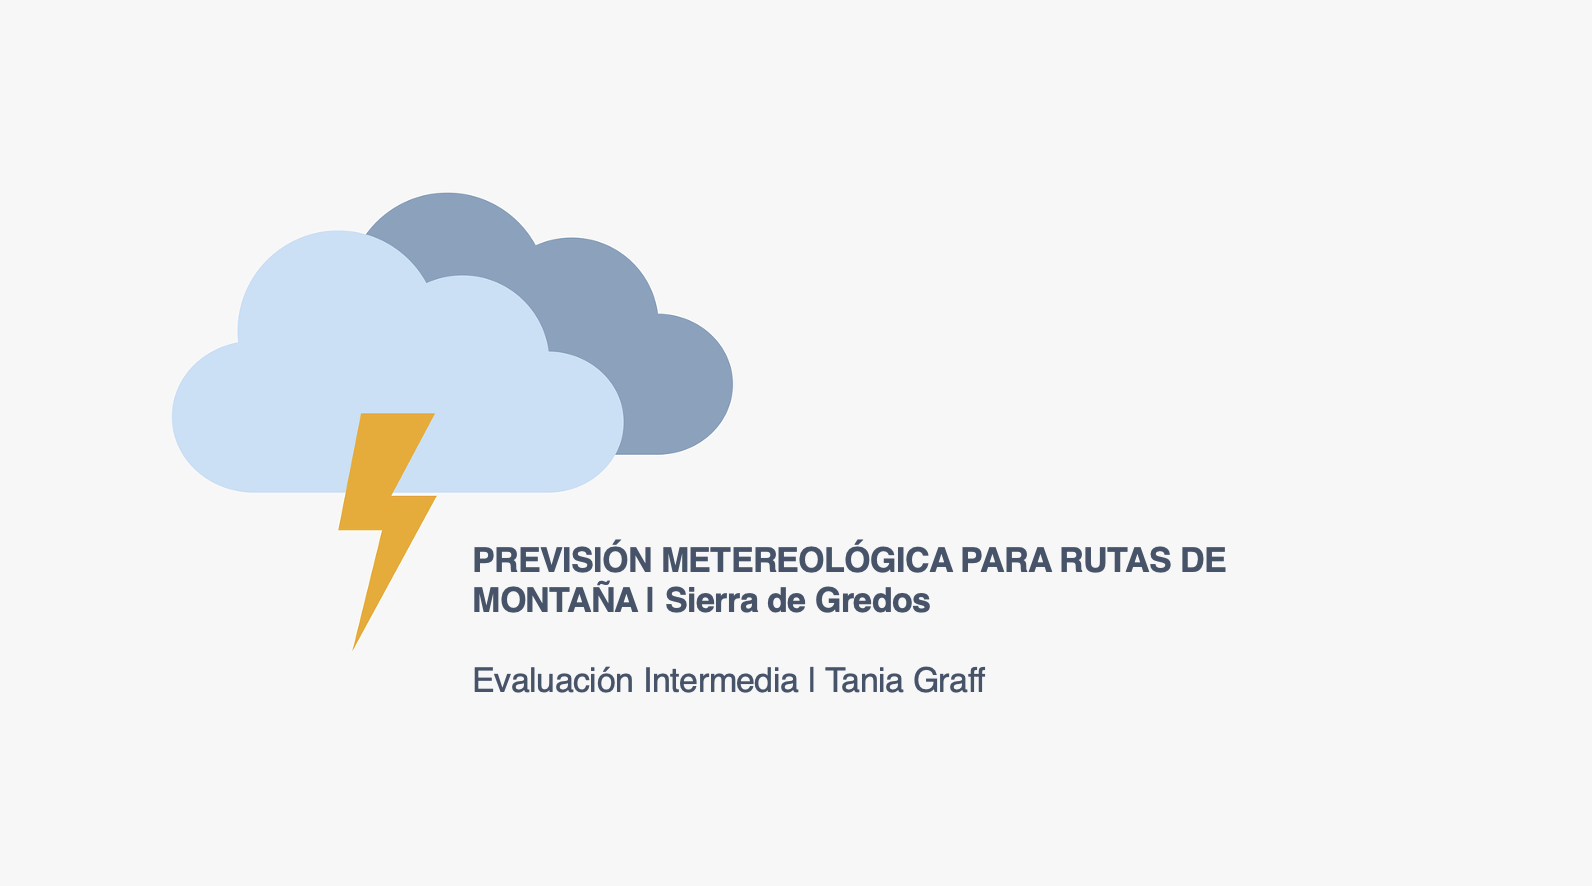 PREVISIÓN METEREOLÓGICA PARA RUTAS DE
MONTAÑA | Sierra de Gredos
Evaluación Intermedia | Tania Graff